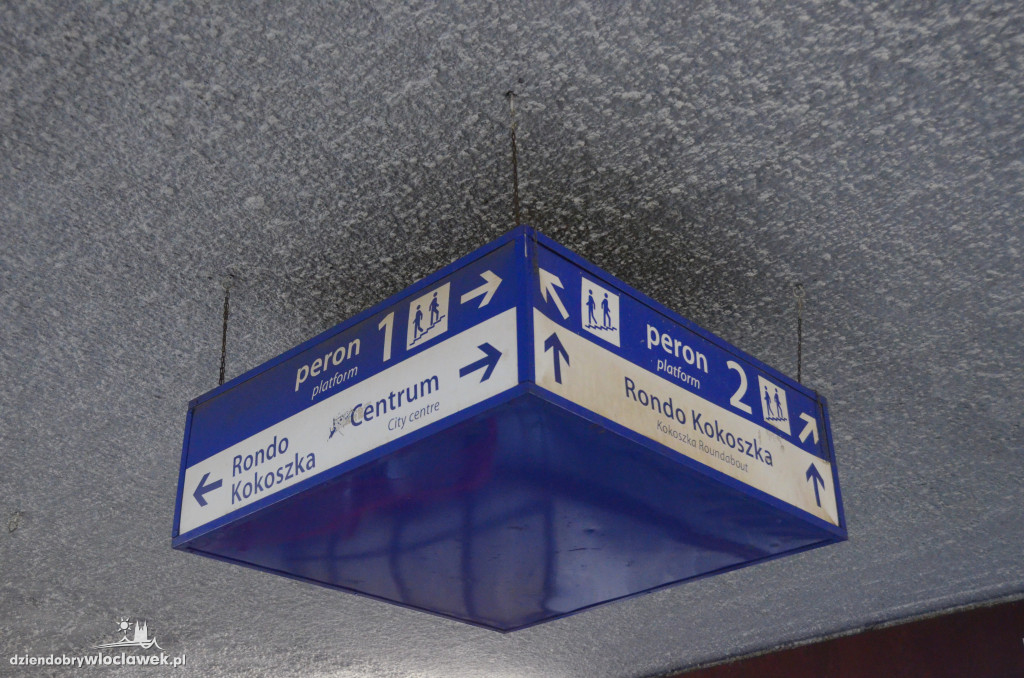 peron 1
platform
Centrum
City centre
Rondo
Kokoszka
peron 2
platform
Rondo Kokoszka
Kokoszka Roundabout
dziendobrywloclawek.pl